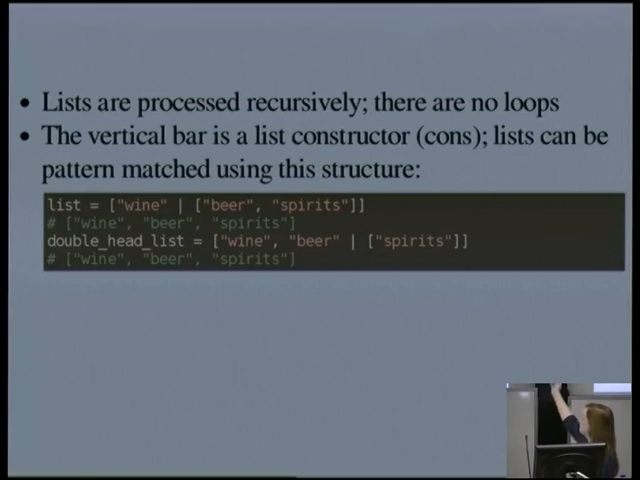 • Lists are processed recursively; there are no loops
• The vertical bar is a list constructor (cons); lists can be
pattern matched using this structure:
list = ["wine" | ["beer", "spirits"]]
# ["wine", "beer", "spirits"]
double_head_list = ["wine", "beer" | ["spirits"]]
# ["wine", "beer", "spirits"]